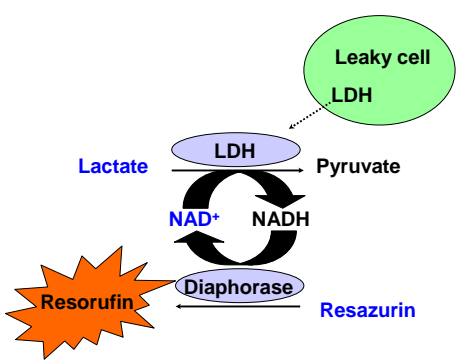 Leaky cell
LDH
LDH
Lactate
Pyruvate
NAD+
NADH
Diaphorase
Resorufin
Resazurin